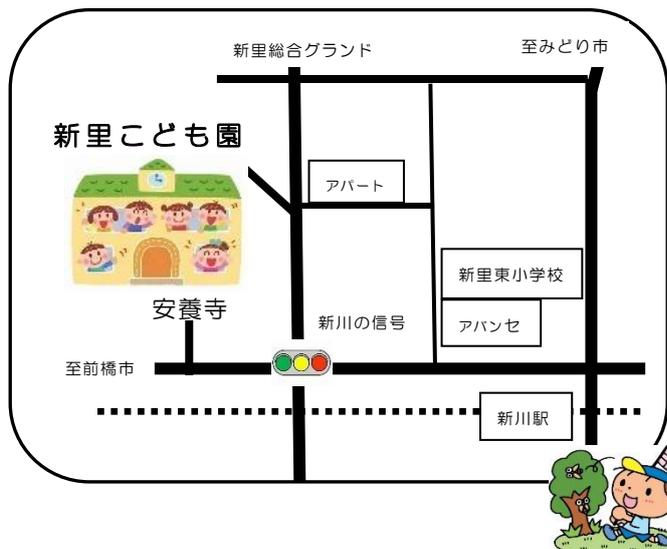 新里総合グランド
至みどり市
新里こども園
アパート
新里東小学校
安養寺
新川の信号
アバンセ
至前橋市
新川駅